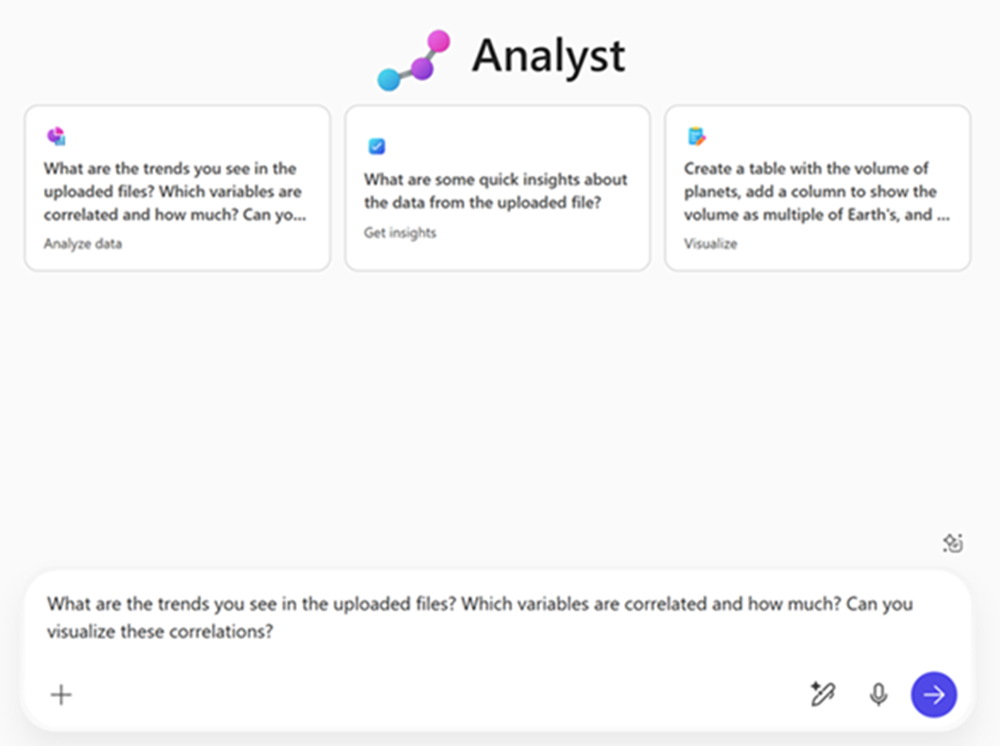 Analyst
What are the trends you see in the
uploaded files? Which variables are
correlated and how much? Can yo...
Analyze data
What are some quick insights about
the data from the uploaded file?
Get insights
Create a table with the volume of
planets, add a column to show the
volume as multiple of Earth's, and ...
Visualize
What are the trends you see in the uploaded files? Which variables are correlated and how much? Can you
visualize these correlations?